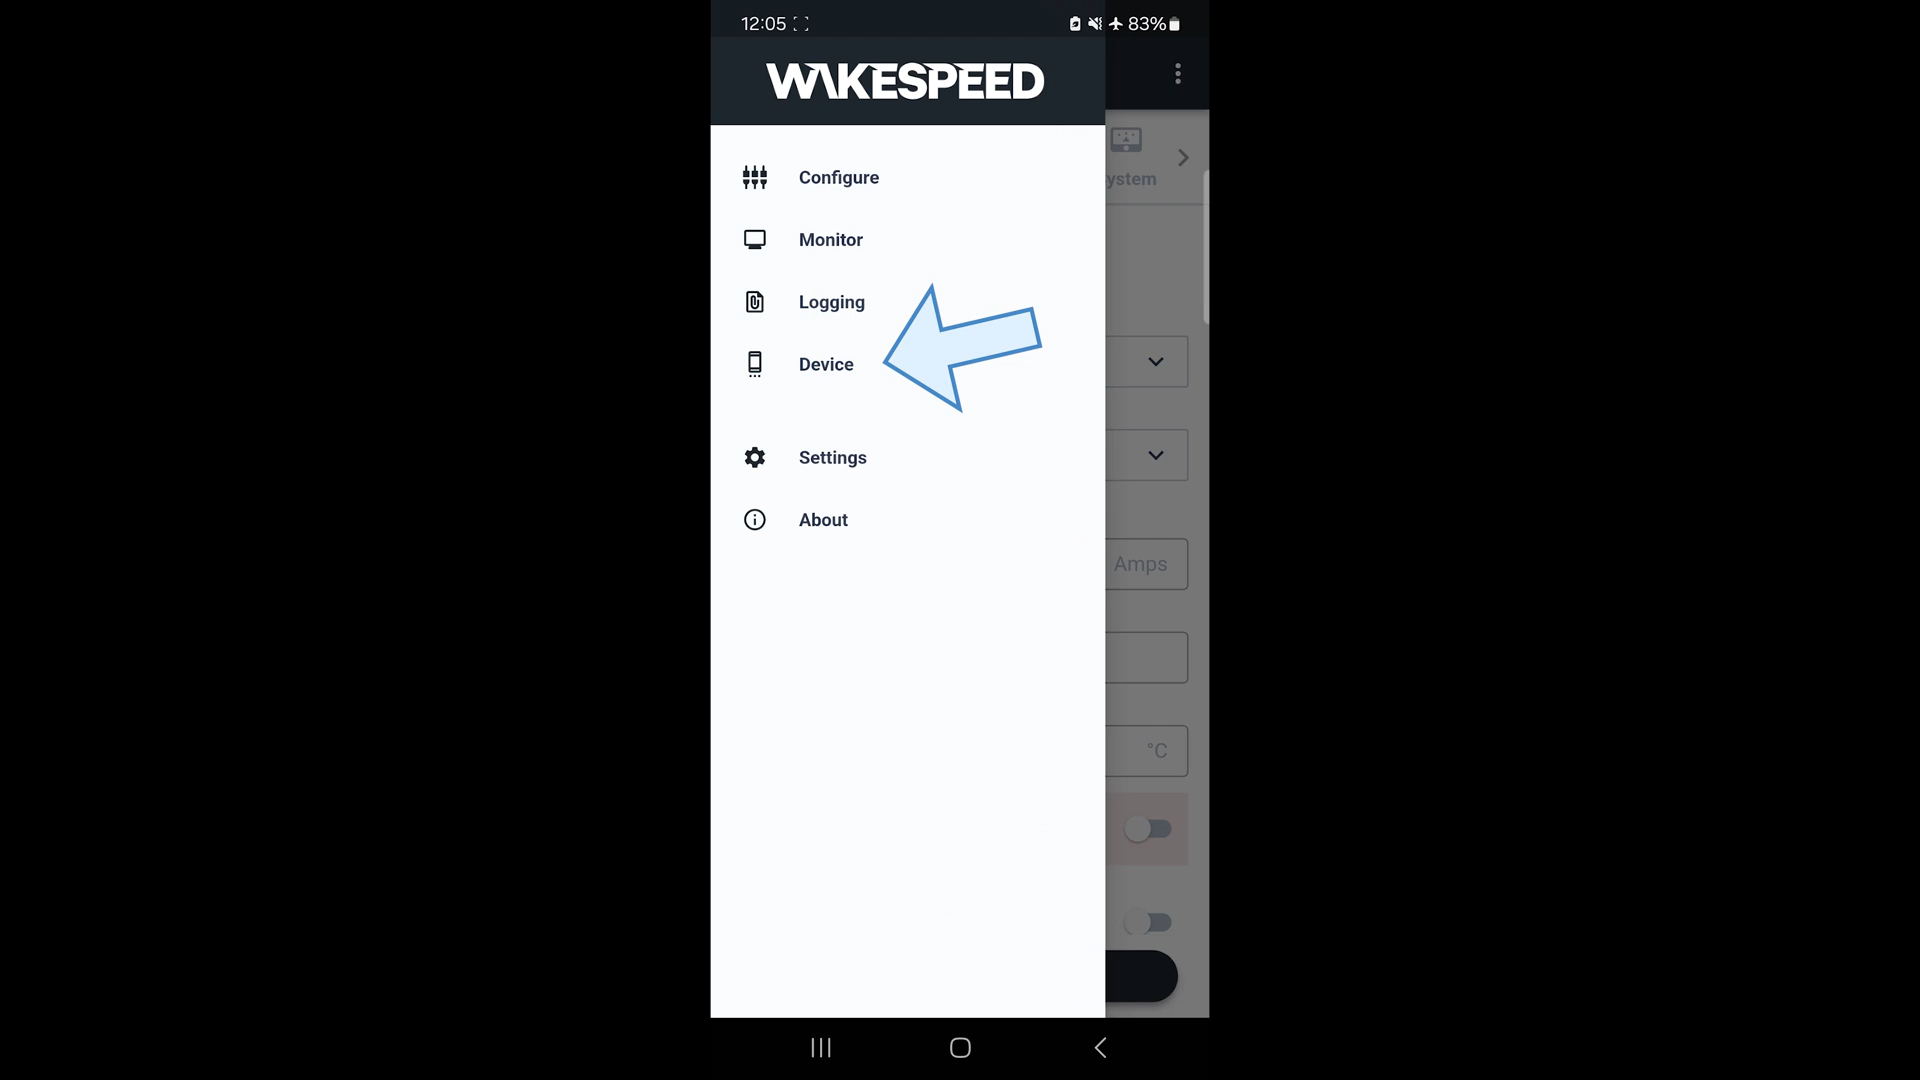 12:05 83%
WAKESPEED
Configure
ystem
Monitor
Logging
Device
Settings
About
Amps
°C